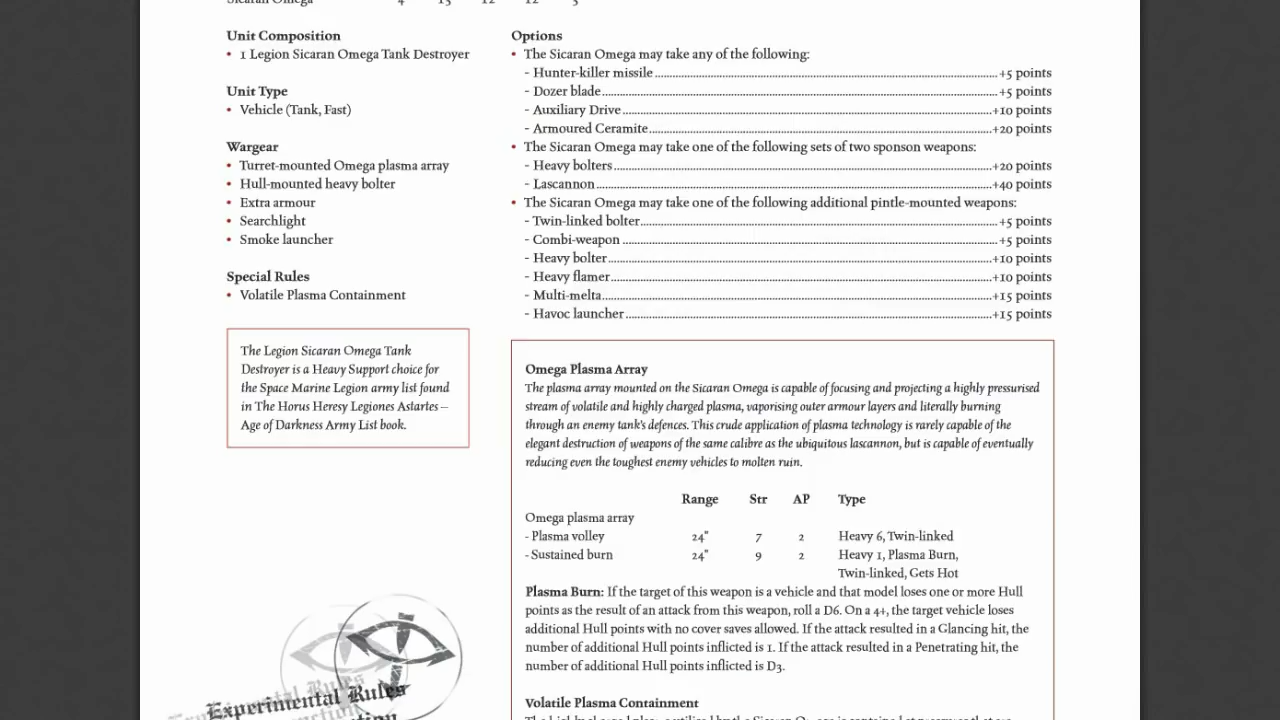 Sicaran Omega 4 13 12 12 3
Unit Composition
• 1 Legion Sicaran Omega Tank Destroyer
Unit Type
• Vehicle (Tank, Fast)
Wargear
• Turret-mounted Omega plasma array
• Hull-mounted heavy bolter
• Extra armour
• Searchlight
• Smoke launcher
Special Rules
• Volatile Plasma Containment
The Legion Sicaran Omega Tank
Destroyer is a Heavy Support choice for
the Space Marine Legion army list found
in The Horus Heresy Legiones Astartes –
Age of Darkness Army List book.
Experimental Rules
Options
• The Sicaran Omega may take any of the following:
- Hunter-killer missile +5 points
- Dozer blade +5 points
- Auxiliary Drive +10 points
- Armoured Ceramite +20 points
• The Sicaran Omega may take one of the following sets of two sponson weapons:
- Heavy bolters +20 points
- Lascannon +40 points
• The Sicaran Omega may take one of the following additional pintle-mounted weapons:
- Twin-linked bolter +5 points
- Combi-weapon +5 points
- Heavy bolter +10 points
- Heavy flamer +10 points
- Multi-melta +15 points
- Havoc launcher +15 points
Omega Plasma Array
The plasma array mounted on the Sicaran Omega is capable of focusing and projecting a highly pressurised
stream of volatile and highly charged plasma, vaporising outer armour layers and literally burning
through an enemy tank's defences. This crude application of plasma technology is rarely capable of the
elegant destruction of weapons of the same calibre as the ubiquitous lascannon, but is capable of eventually
reducing even the toughest enemy vehicles to molten ruin.
Range Str AP Type
Omega plasma array
- Plasma volley 24" 7 2 Heavy 6, Twin-linked
- Sustained burn 24" 9 2 Heavy 1, Plasma Burn,
Twin-linked, Gets Hot
Plasma Burn: If the target of this weapon is a vehicle and that model loses one or more Hull
points as the result of an attack from this weapon, roll a D6. On a 4+, the target vehicle loses
additional Hull points with no cover saves allowed. If the attack resulted in a Glancing hit, the
number of additional Hull points inflicted is 1. If the attack resulted in a Penetrating hit, the
number of additional Hull points inflicted is D3.
Volatile Plasma Containment